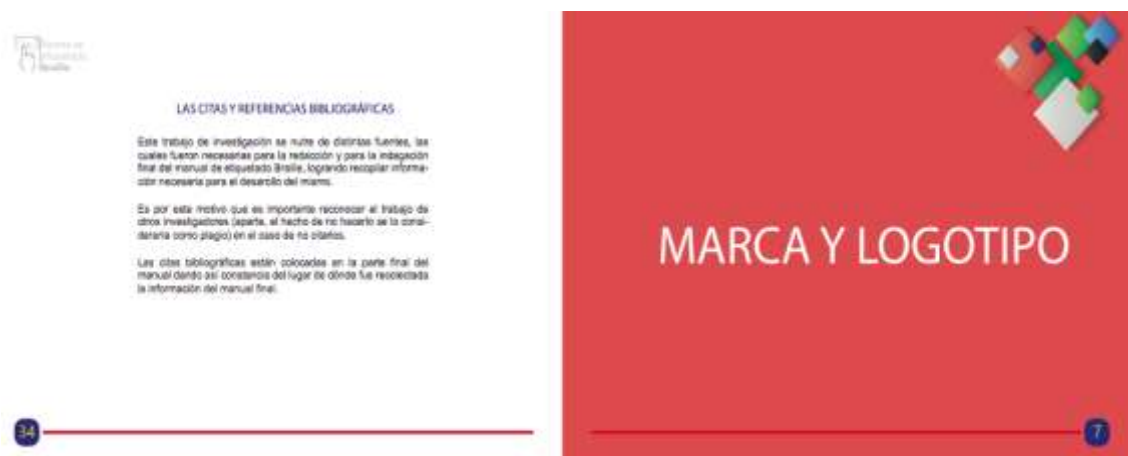 LAS CITAS Y REFERENCIAS BIBLIOGRÁFICAS
Este trabajo de investigación se nutre de distintas fuentes, las
cuales fueron necesarias para la redacción y para la indagación
final del manual de etiquetado Braille, logrando recopilar informa-
ción necesaria para el desarollo del mismo.
Es por este motivo que es importante reconocer el trabajo de
otros investigadores (aparte, el hecho de no hacerlo se lo consi-
deraría como plagio) en el caso de no citarlos.
Las citas bibliográficas están colocadas en la parte final del
manual dando así constancia del lugar de dónde fue recolectada
la información del manual final.
34
MARCA Y LOGOTIPO
7